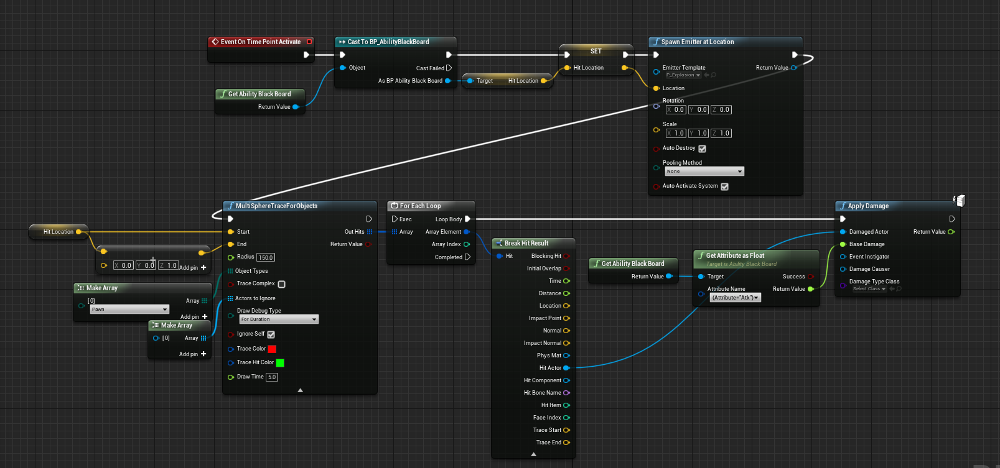 Event On Time Point Activate
Cast To BP_AbilityBlackBoard
Object
Cast Failed
As BP Ability Black Board
Get Ability Black Board
Return Value
Target
Hit Location
SET
Hit Location
Spawn Emitter at Location
Emitter Template
P_Explosion
Return Value
Location
Rotation
X 0.0 Y 0.0 Z 0.0
Scale
X 1.0 Y 1.0 Z 1.0
Auto Destroy
Pooling Method
None
Auto Activate System
Hit Location
X 0.0 Y 0.0 Z 1.0
Add pin +
Make Array
[0]
Pawn
Array
Add pin +
Make Array
[0]
Array
Add pin +
MultiSphereTraceForObjects
Start
Out Hits
End
Return Value
Radius 150.0
Object Types
Trace Complex
Actors to Ignore
Draw Debug Type
For Duration
Ignore Self
Trace Color
Trace Hit Color
Draw Time 5.0
For Each Loop
Exec
Loop Body
Array
Array Element
Array Index
Completed
Break Hit Result
Hit
Blocking Hit
Initial Overlap
Time
Distance
Location
Impact Point
Normal
Impact Normal
Phys Mat
Hit Actor
Hit Component
Hit Bone Name
Hit Item
Face Index
Trace Start
Trace End
Get Ability Black Board
Return Value
Get Attribute as Float
Target is Ability Black Board
Target
Success
Attribute Name
(Attribute="Atk")
Return Value
Apply Damage
Damaged Actor
Return Value
Base Damage
Event Instigator
Damage Causer
Damage Type Class
Select Class